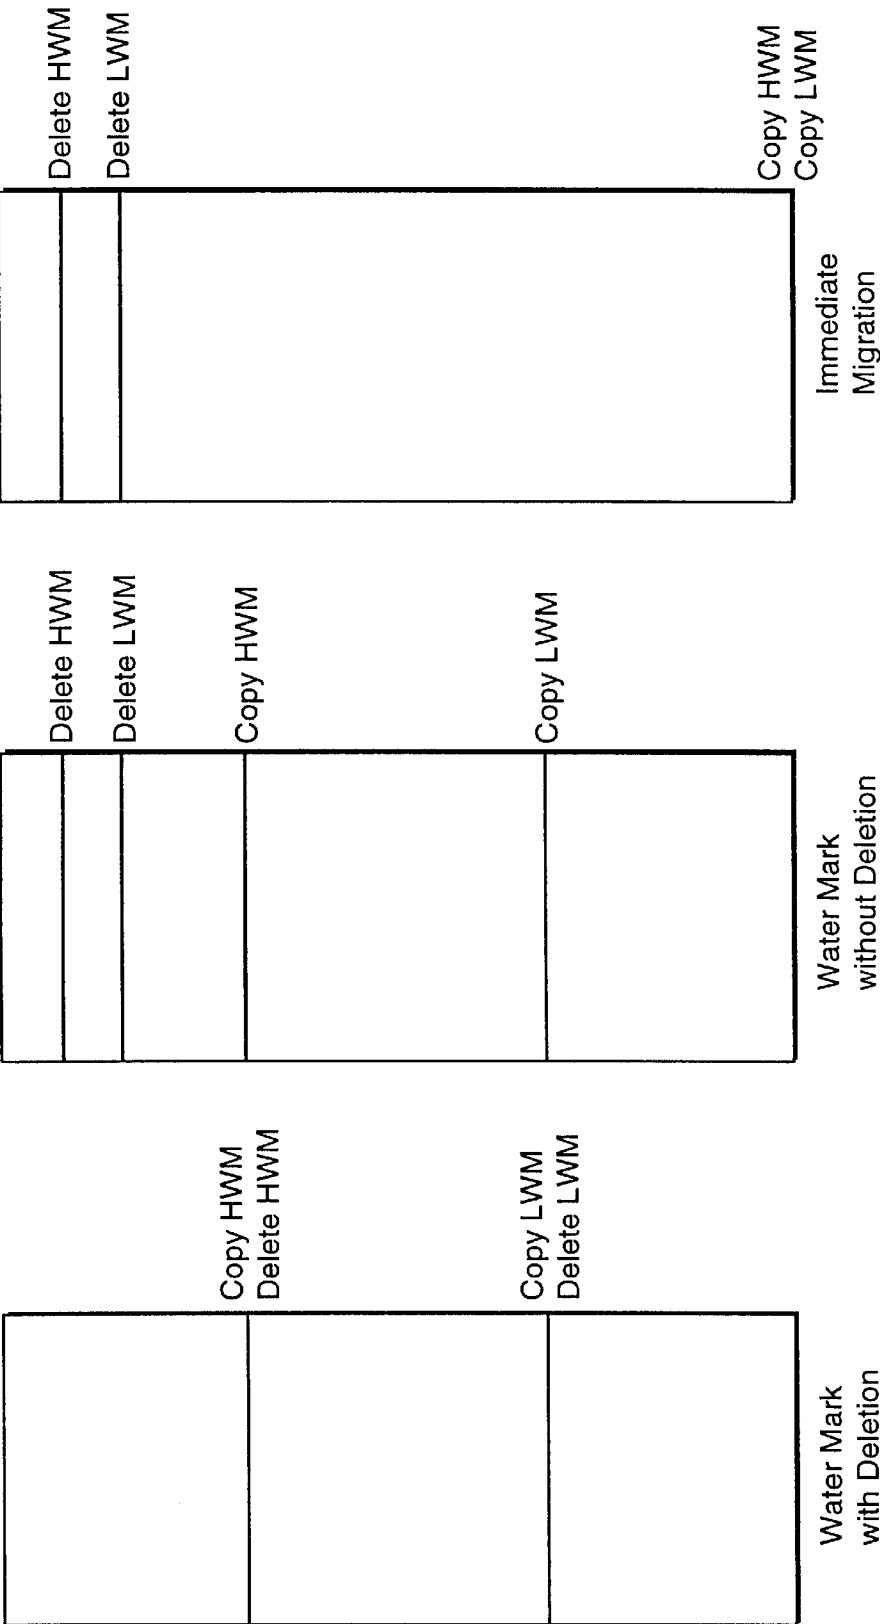 Copy HWM
Delete HWM
Copy LWM
Delete LWM
Water Mark
with Deletion
Delete HWM
Delete LWM
Copy HWM
Copy LWM
Water Mark
without Deletion
Delete HWM
Delete LWM
Copy HWM
Copy LWM
Immediate
Migration